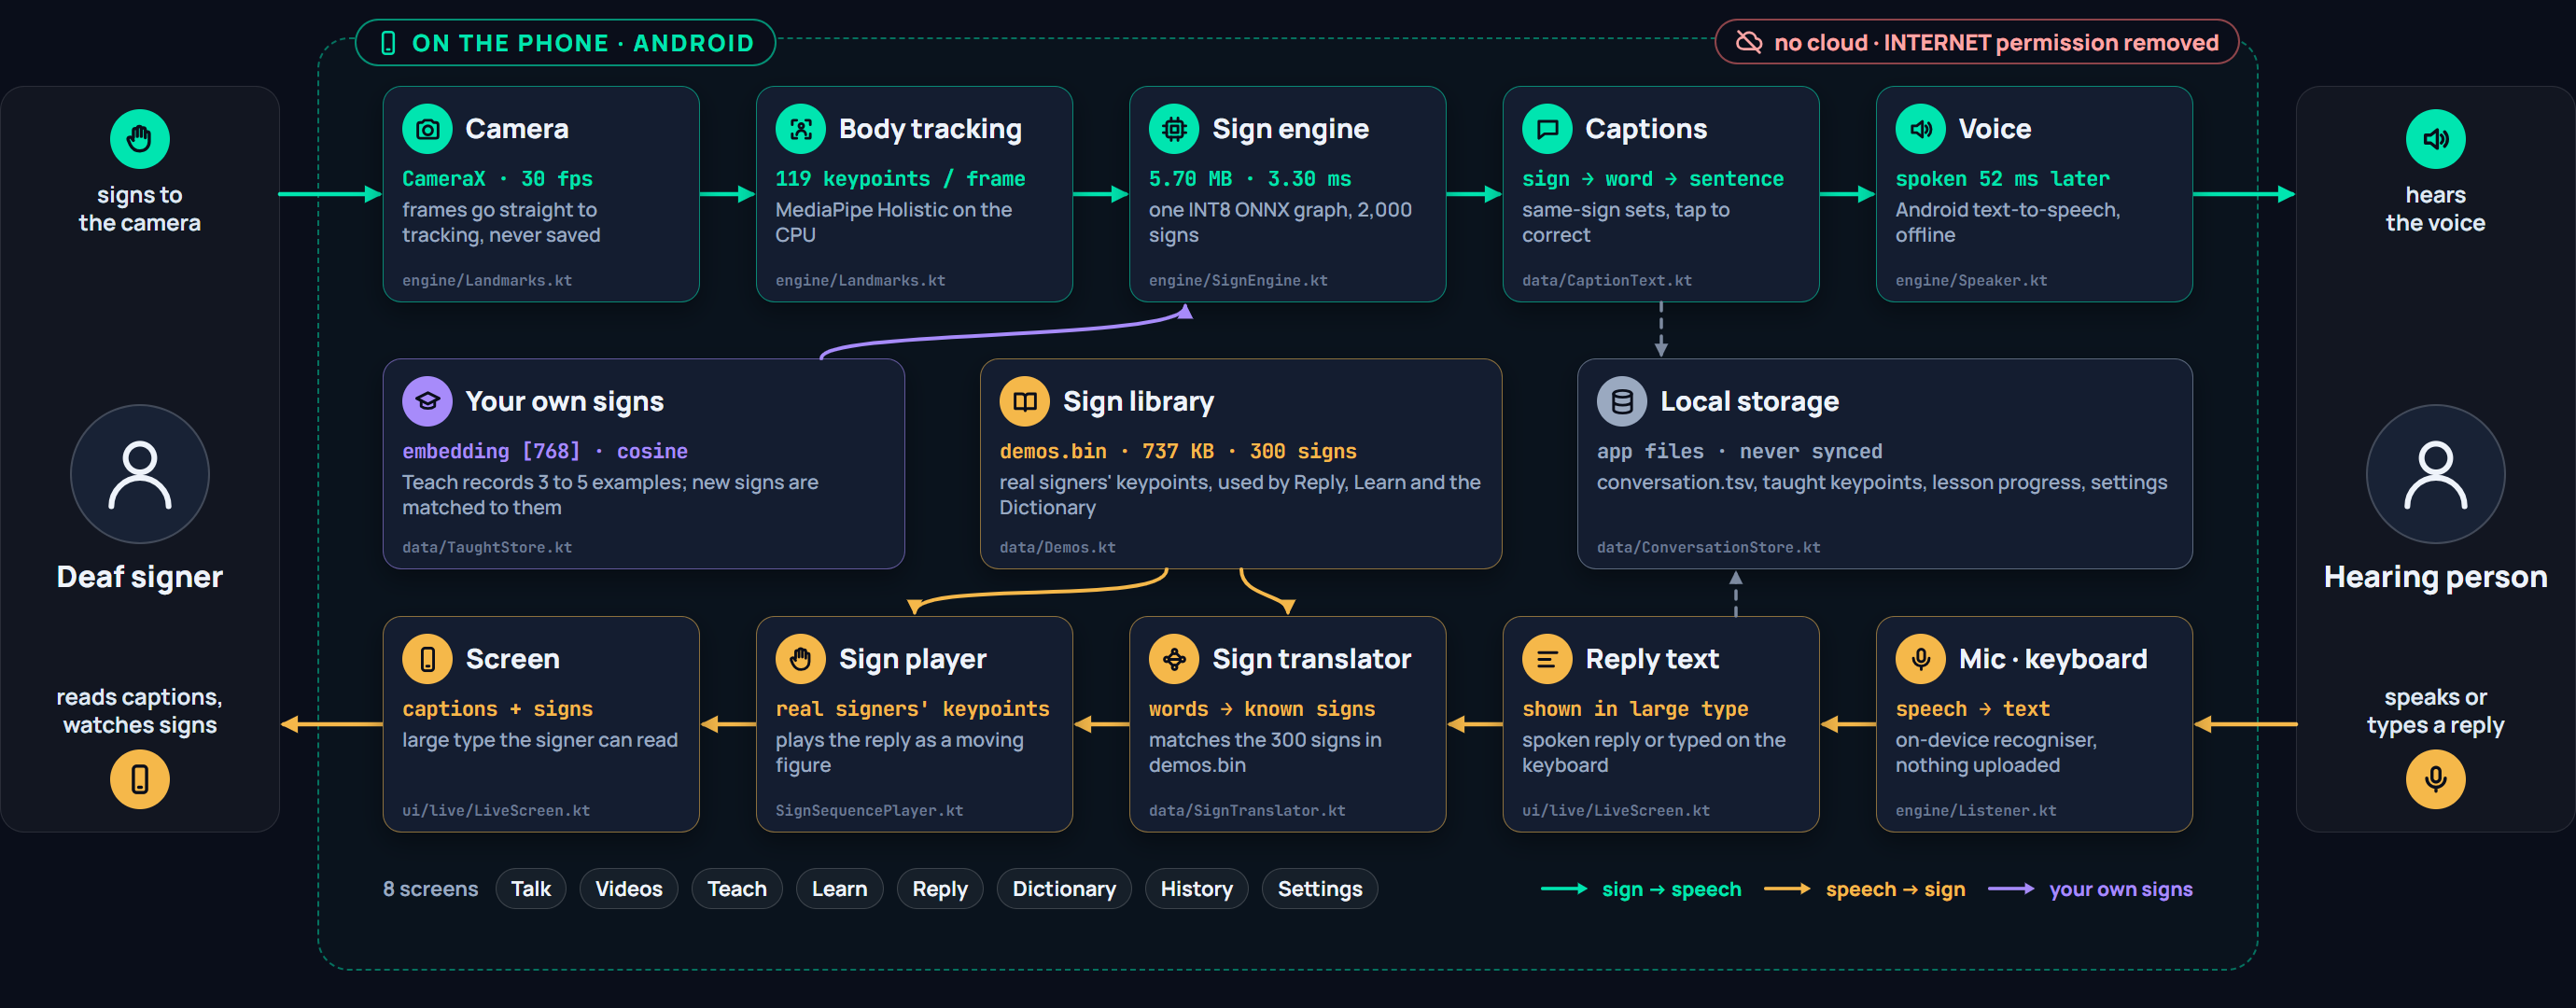 ON THE PHONE · ANDROID
no cloud · INTERNET permission removed
signs to
the camera
Deaf signer
reads captions,
watches signs
Camera
CameraX · 30 fps
frames go straight to
tracking, never saved
engine/Landmarks.kt
Body tracking
119 keypoints / frame
MediaPipe Holistic on the
CPU
engine/Landmarks.kt
Sign engine
5.70 MB · 3.30 ms
one INT8 ONNX graph, 2,000
signs
engine/SignEngine.kt
Captions
sign → word → sentence
same-sign sets, tap to
correct
data/CaptionText.kt
Voice
spoken 52 ms later
Android text-to-speech,
offline
engine/Speaker.kt
hears
the voice
Hearing person
speaks or
types a reply
Your own signs
embedding [768] · cosine
Teach records 3 to 5 examples; new signs are
matched to them
data/TaughtStore.kt
Sign library
demos.bin · 737 KB · 300 signs
real signers' keypoints, used by Reply, Learn and the
Dictionary
data/Demos.kt
Local storage
app files · never synced
conversation.tsv, taught keypoints, lesson progress, settings
data/ConversationStore.kt
Screen
captions + signs
large type the signer can read
ui/live/LiveScreen.kt
Sign player
real signers' keypoints
plays the reply as a moving
figure
SignSequencePlayer.kt
Sign translator
words → known signs
matches the 300 signs in
demos.bin
data/SignTranslator.kt
Reply text
shown in large type
spoken reply or typed on the
keyboard
ui/live/LiveScreen.kt
Mic · keyboard
speech → text
on-device recogniser,
nothing uploaded
engine/Listener.kt
8 screens
Talk
Videos
Teach
Learn
Reply
Dictionary
History
Settings
sign → speech
speech → sign
your own signs